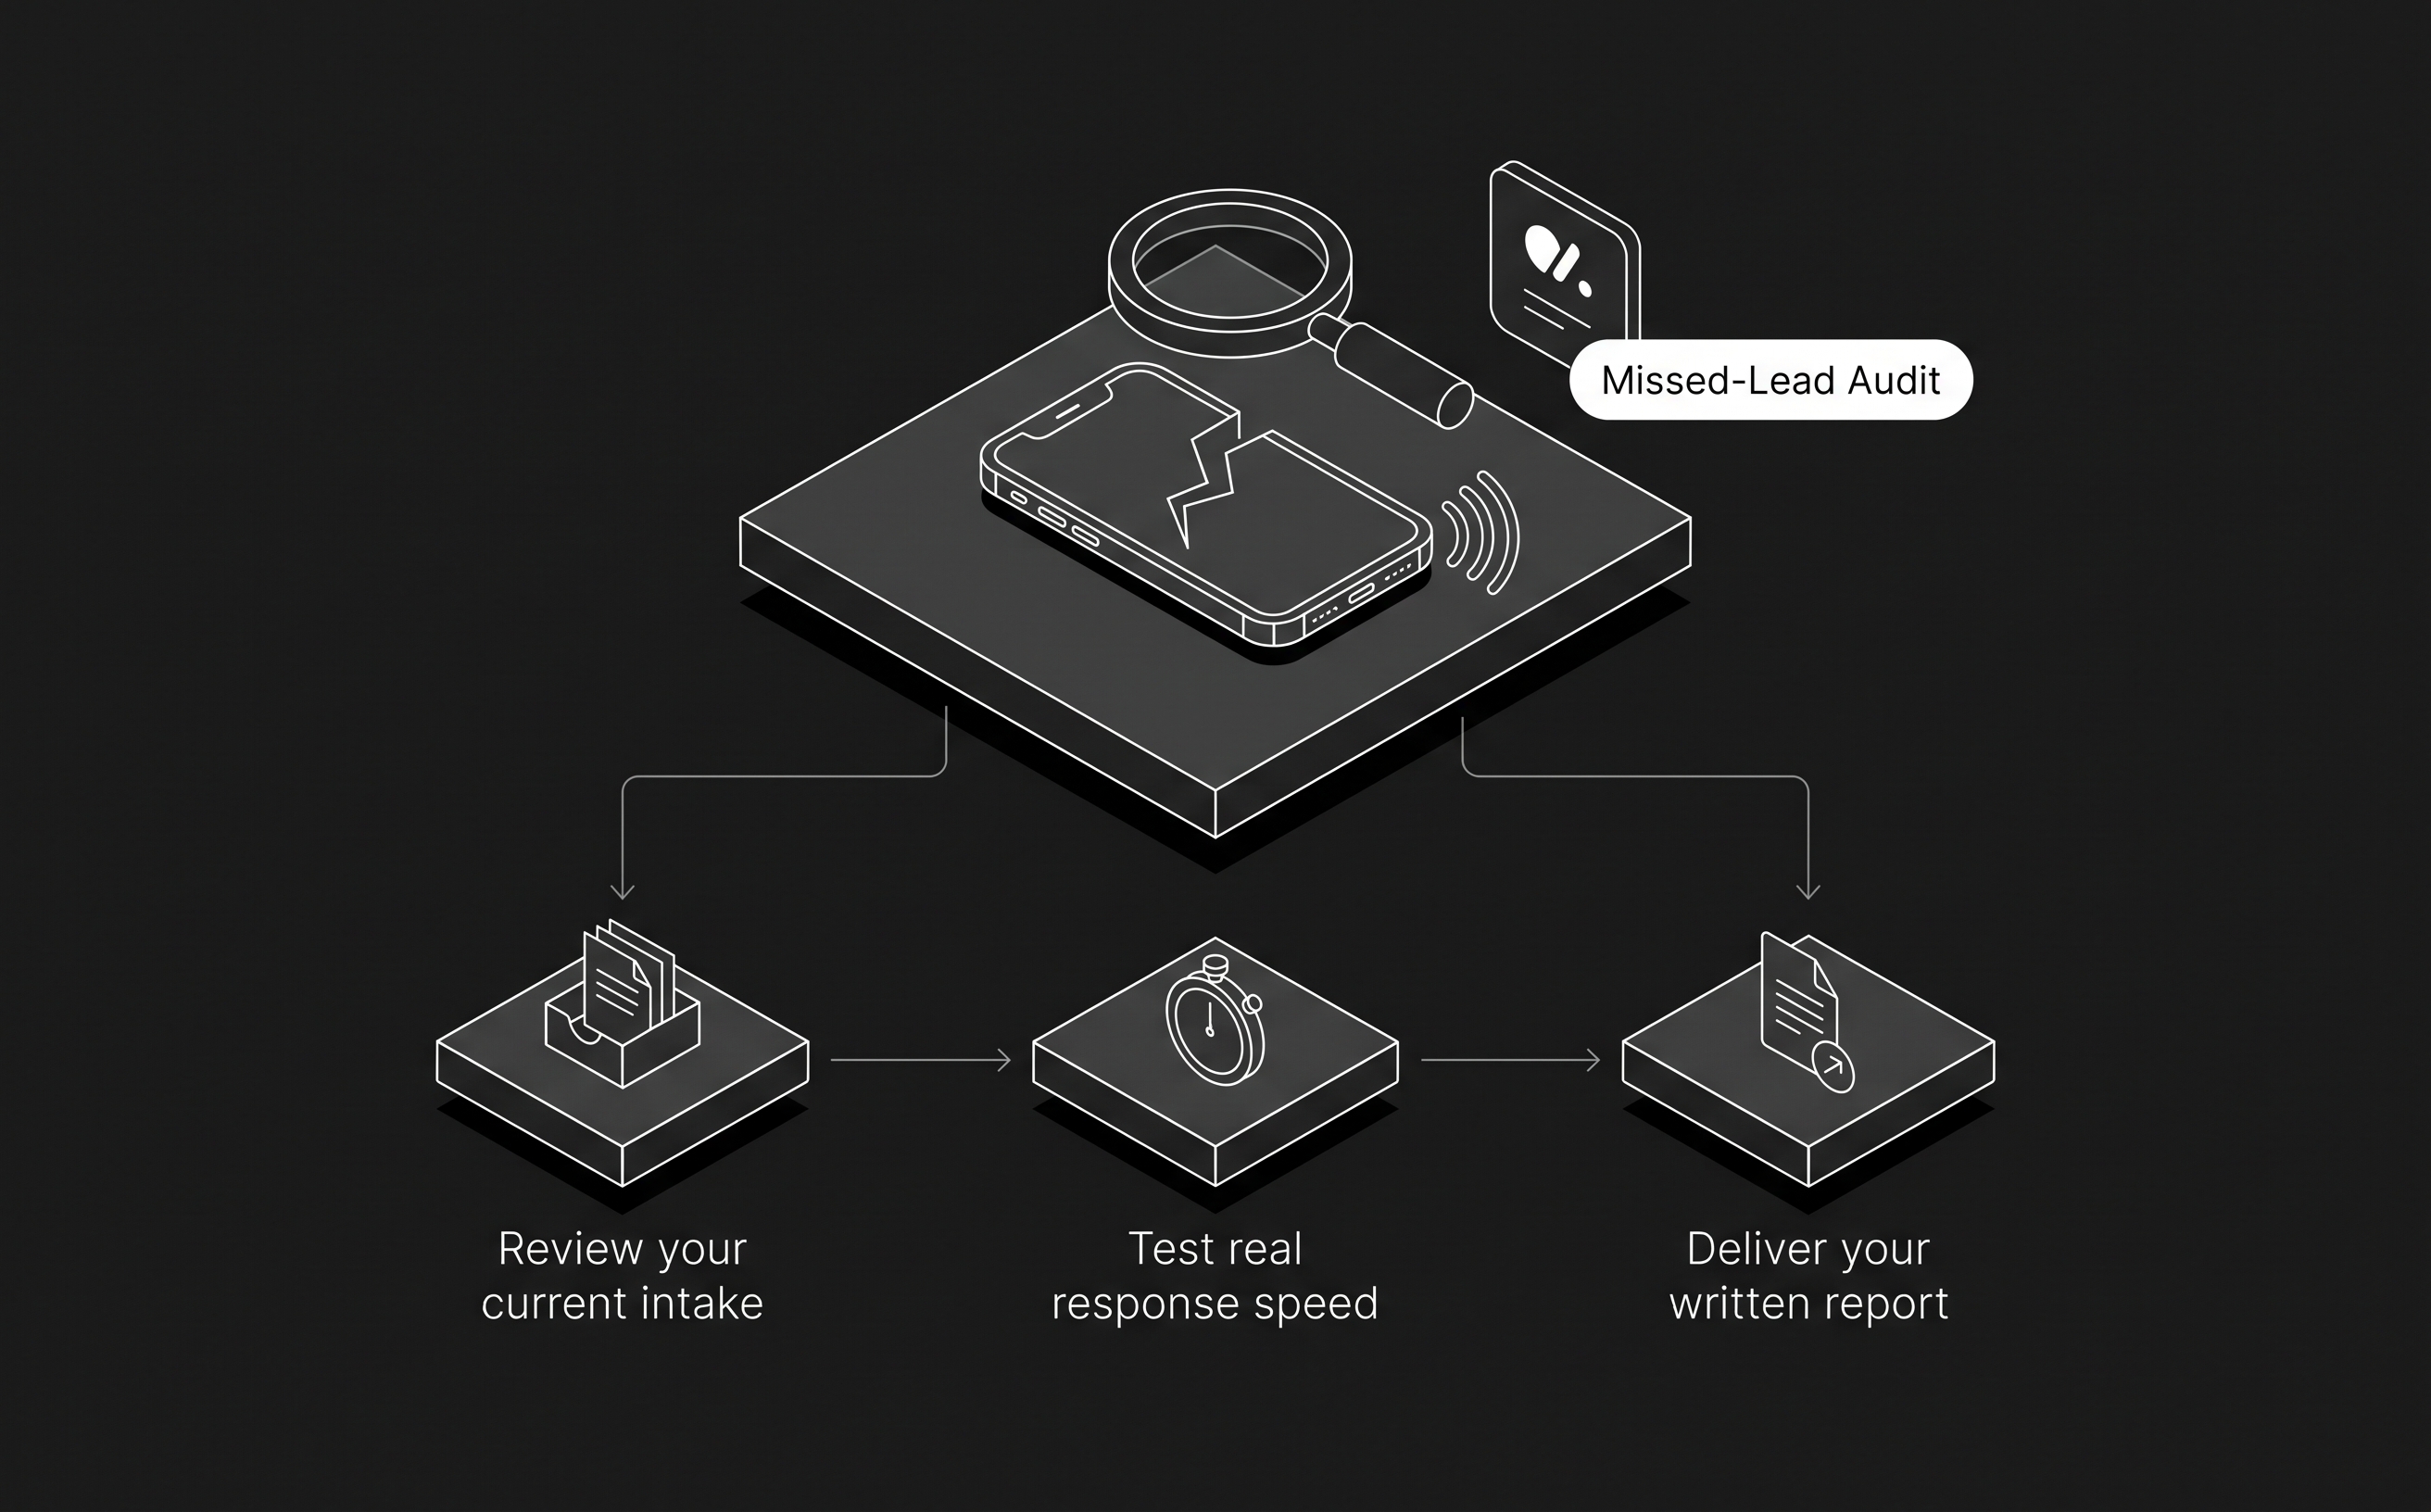 Missed-Lead Audit
Review your
current intake
Test real
response speed
Deliver your
written report